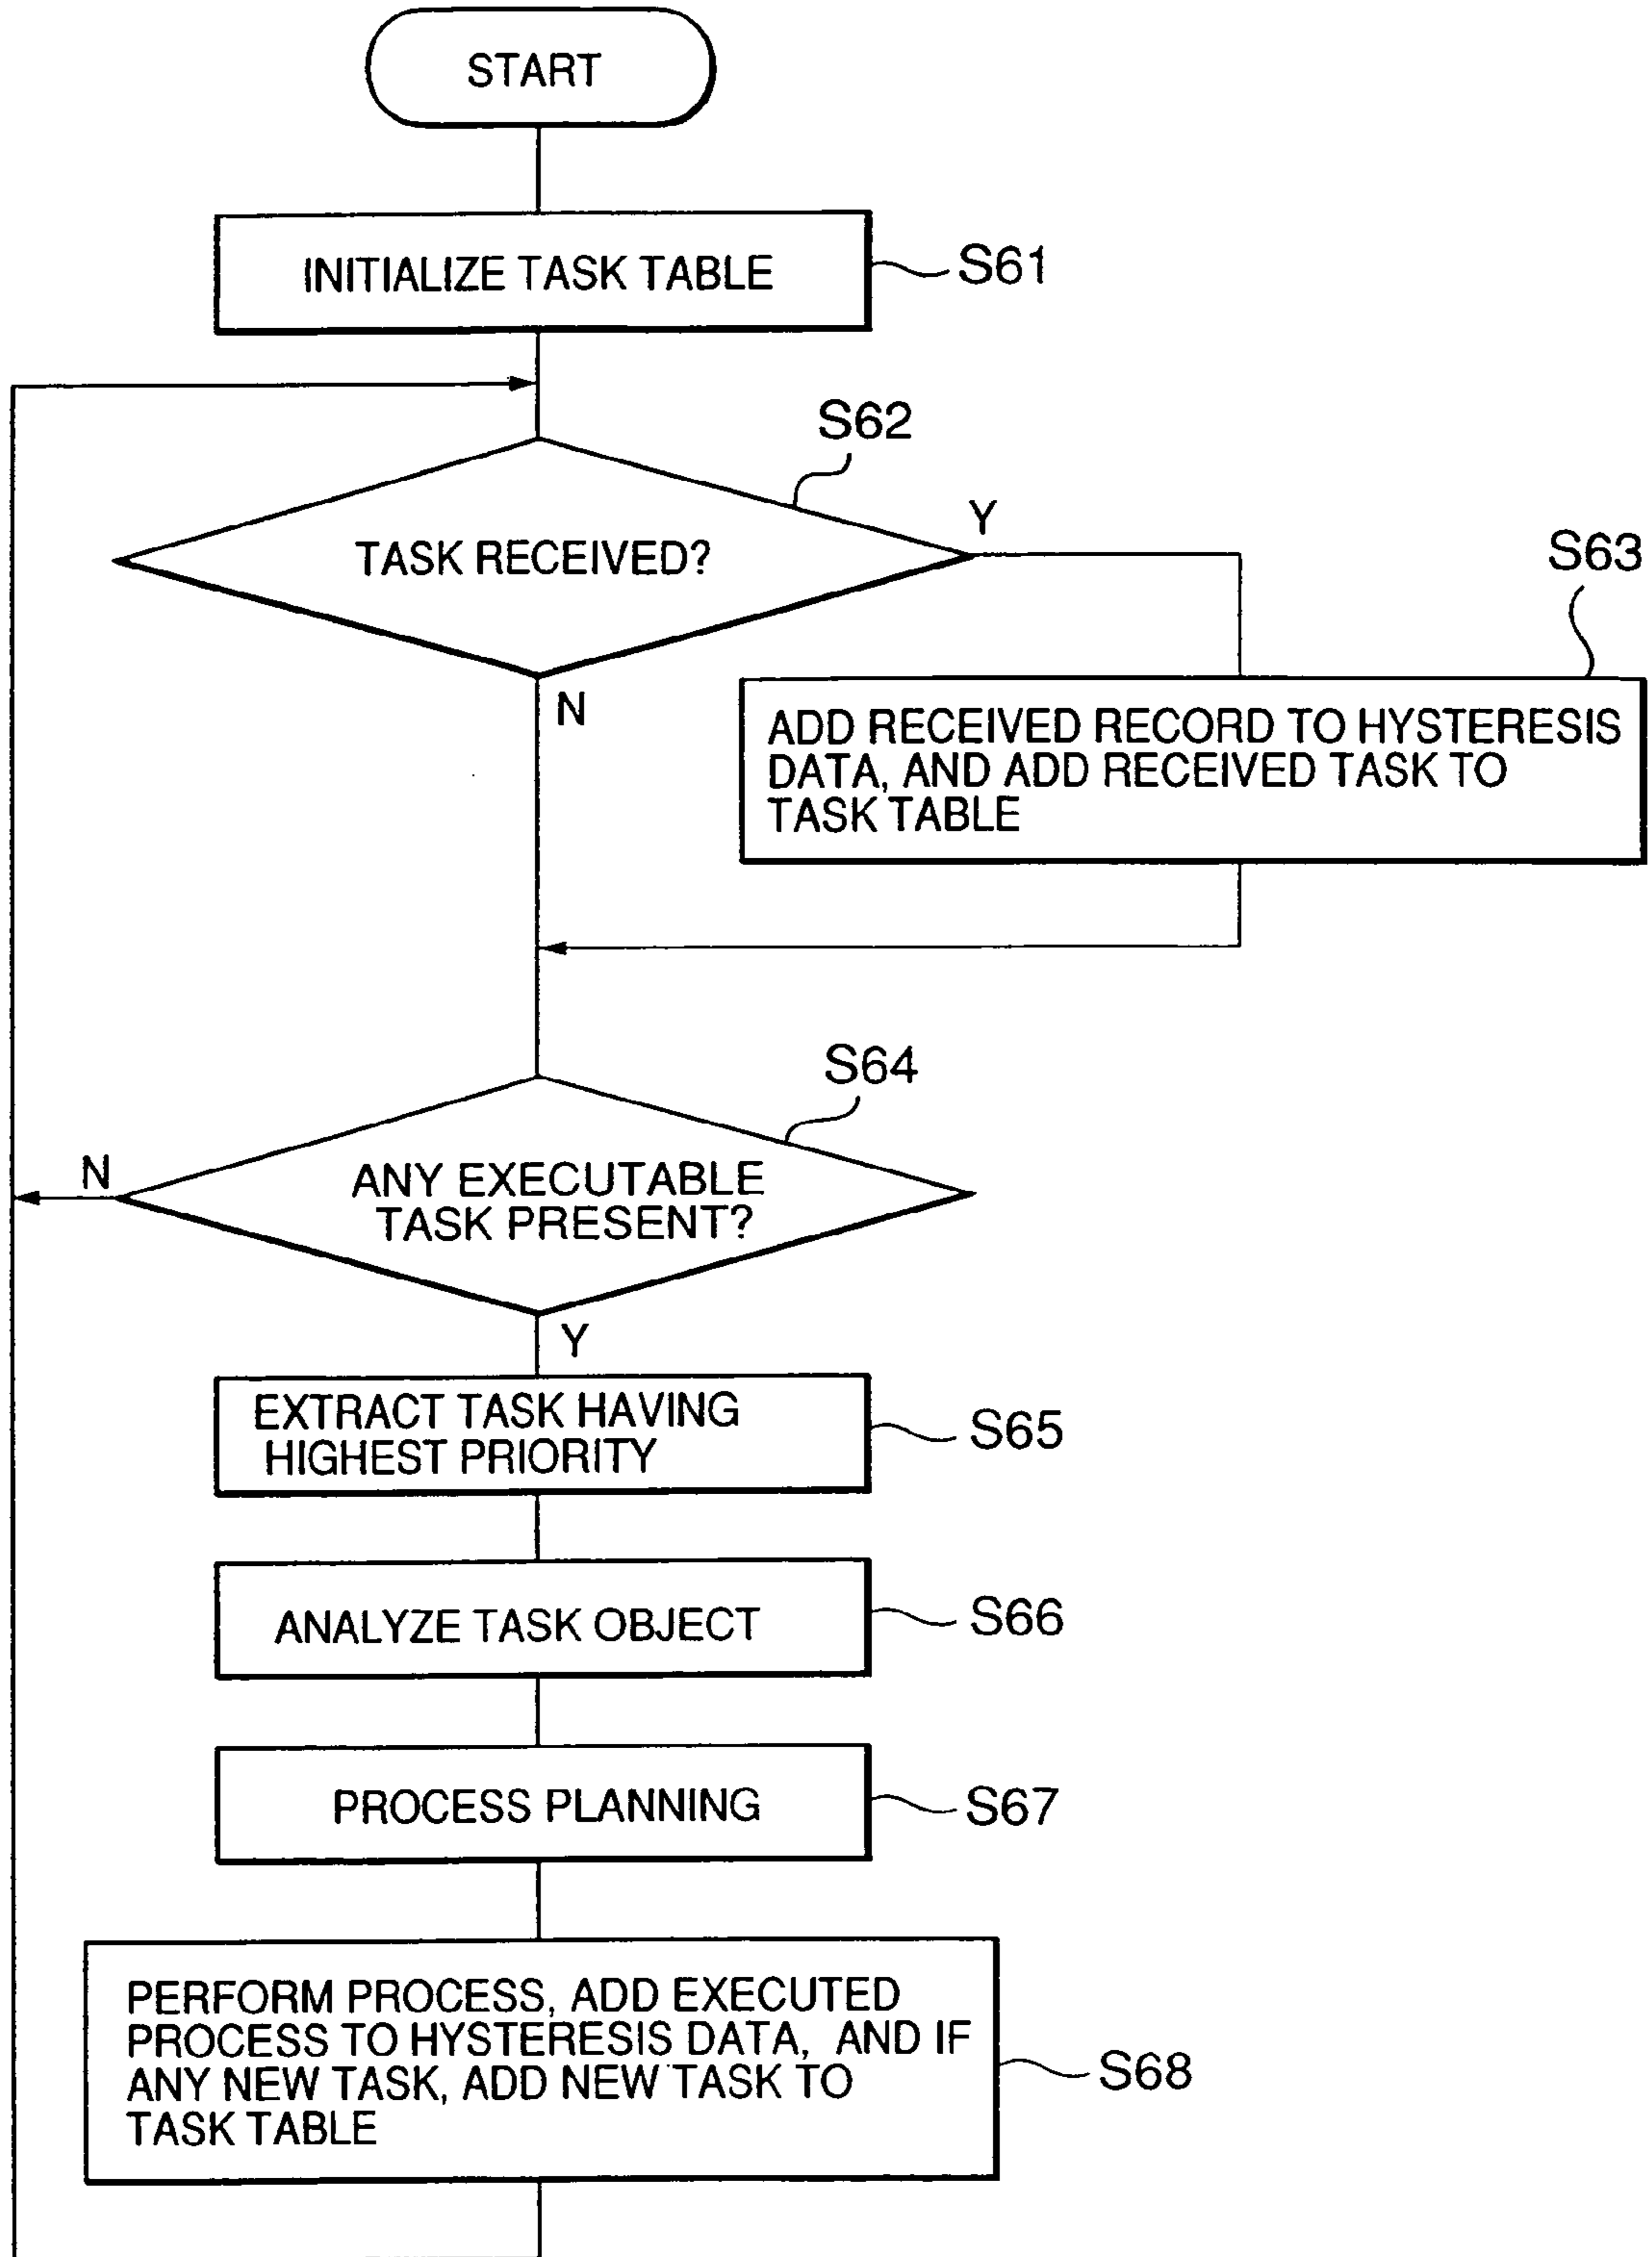 START
INITIALIZE TASK TABLE
S61
S62
TASK RECEIVED?
Y
N
S63
ADD RECEIVED RECORD TO HYSTERESIS
DATA, AND ADD RECEIVED TASK TO
TASK TABLE
S64
ANY EXECUTABLE
TASK PRESENT?
N
Y
EXTRACT TASK HAVING
HIGHEST PRIORITY
S65
ANALYZE TASK OBJECT
S66
PROCESS PLANNING
S67
PERFORM PROCESS, ADD EXECUTED
PROCESS TO HYSTERESIS DATA, AND IF
ANY NEW TASK, ADD NEW TASK TO
TASK TABLE
S68